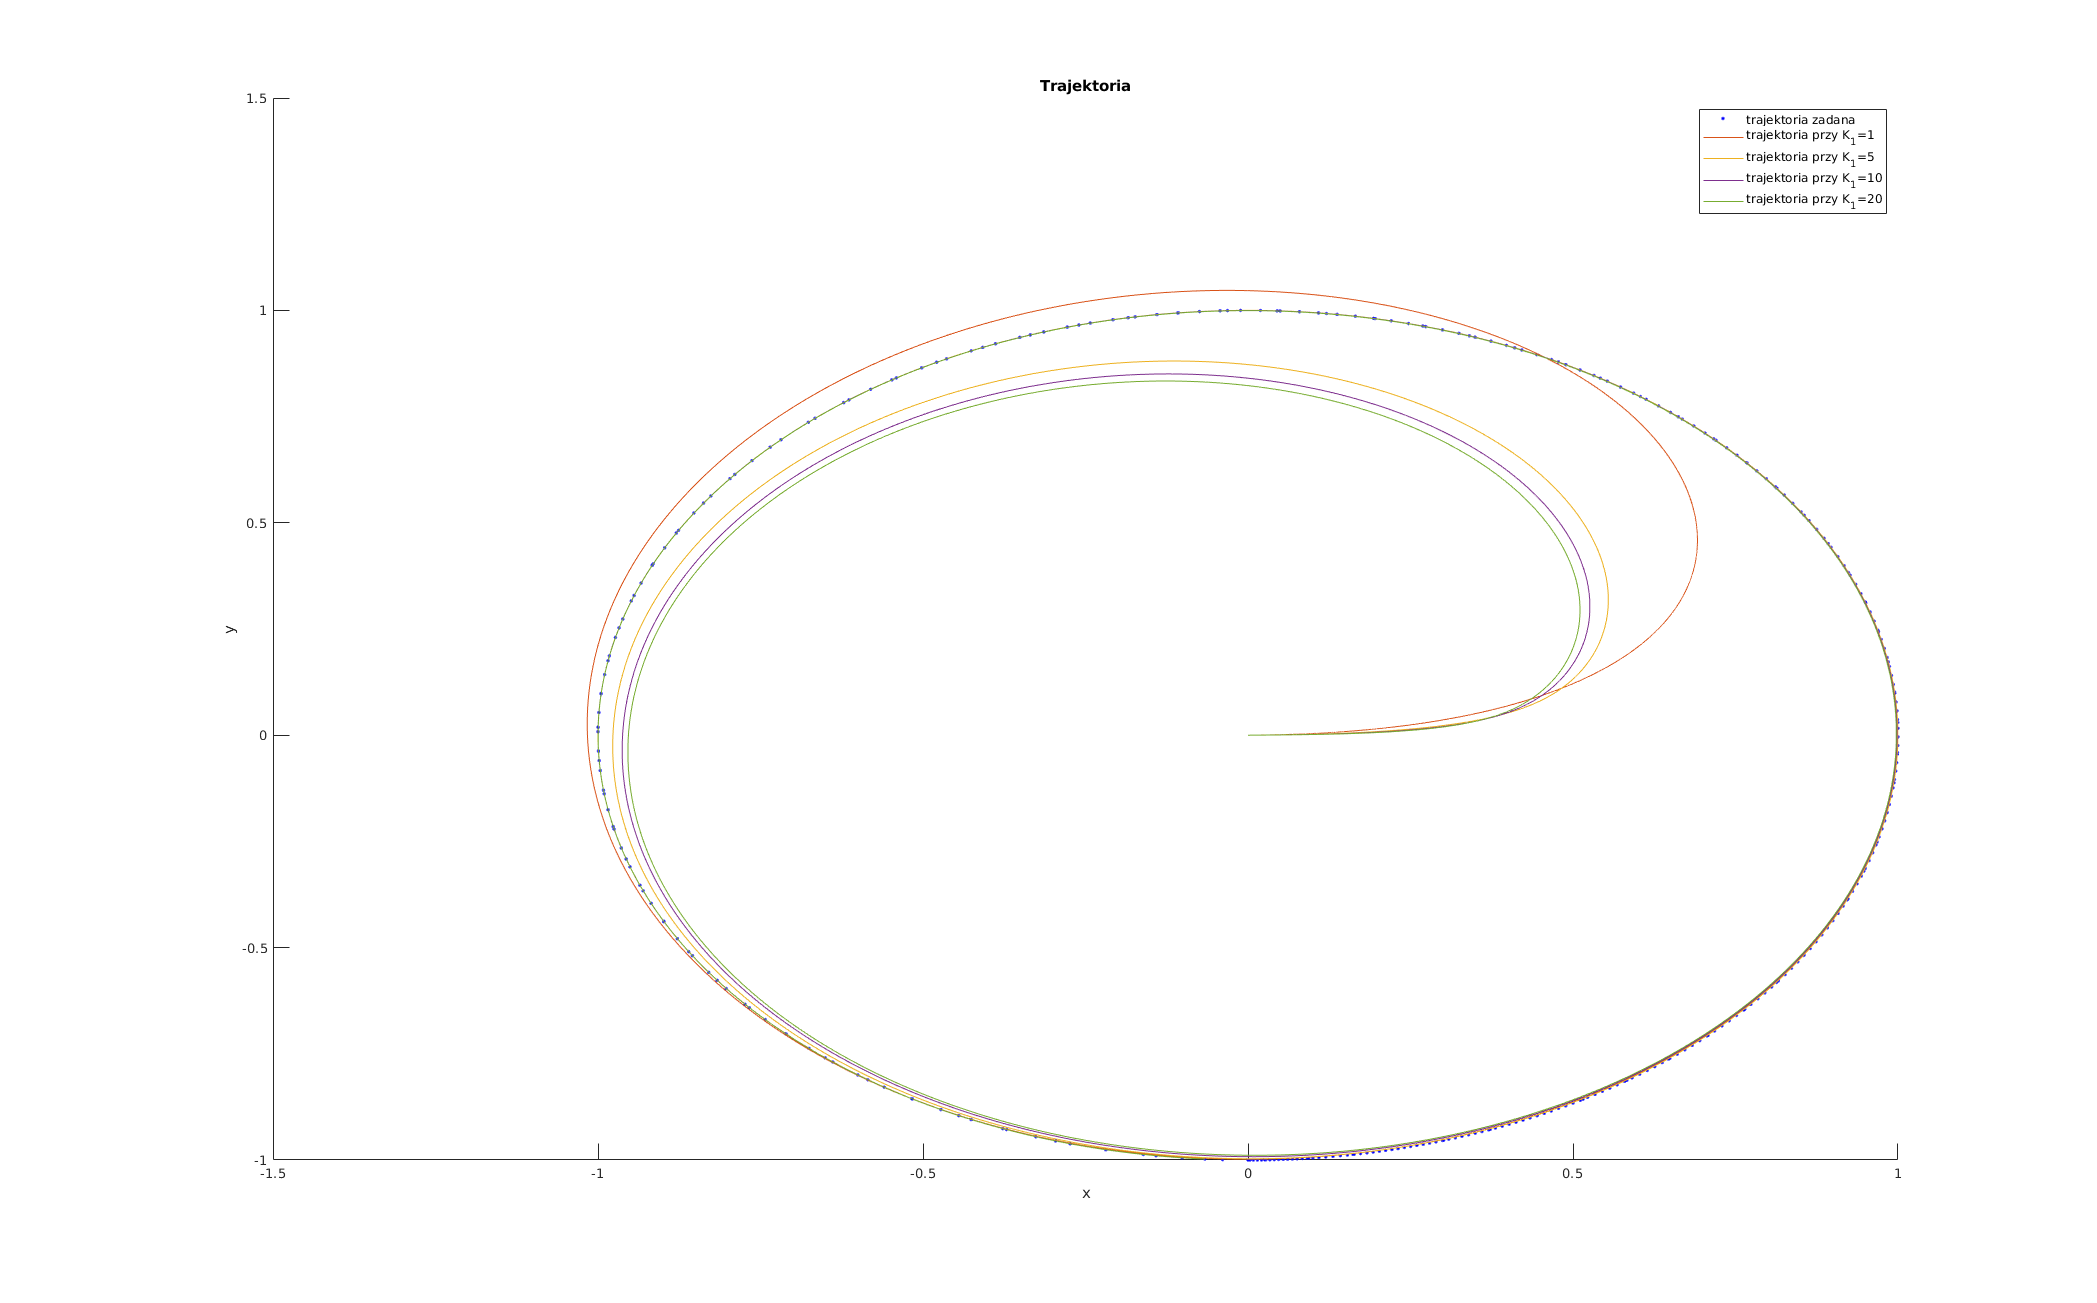 Trajektoria
1.5
trajektoria zadana
trajektoria przy K1=1
trajektoria przy K1=5
trajektoria przy K1=10
trajektoria przy K1=20
1
0.5
y
0
-0.5
-1
-1.5 -1 -0.5 0 0.5 1
x